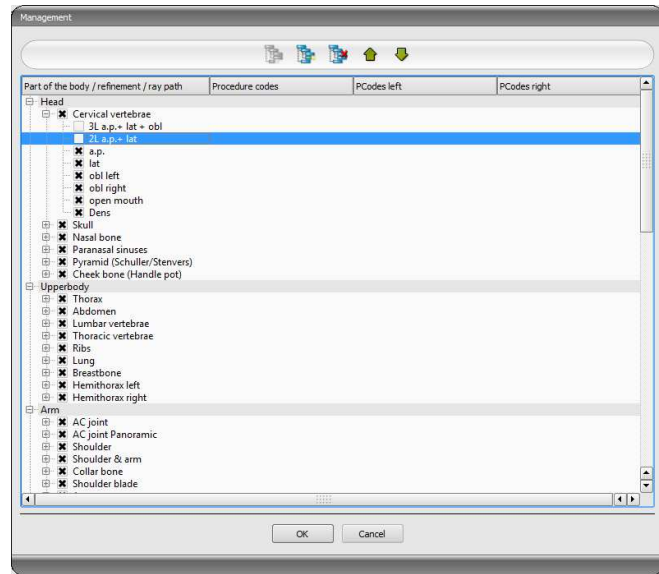 Management
Part of the body / refinement / ray path Procedure codes PCodes left PCodes right
Head
Cervical vertebrae
3L a.p.+ lat + obl
2L a.p.+ lat
a.p.
lat
obl left
obl right
open mouth
Dens
Skull
Nasal bone
Paranasal sinuses
Pyramid (Schuller/Stenvers)
Cheek bone (Handle pot)
Upperbody
Thorax
Abdomen
Lumbar vertebrae
Thoracic vertebrae
Ribs
Lung
Breastbone
Hemithorax left
Hemithorax right
Arm
AC joint
AC joint Panoramic
Shoulder
Shoulder & arm
Collar bone
Shoulder blade
OK Cancel